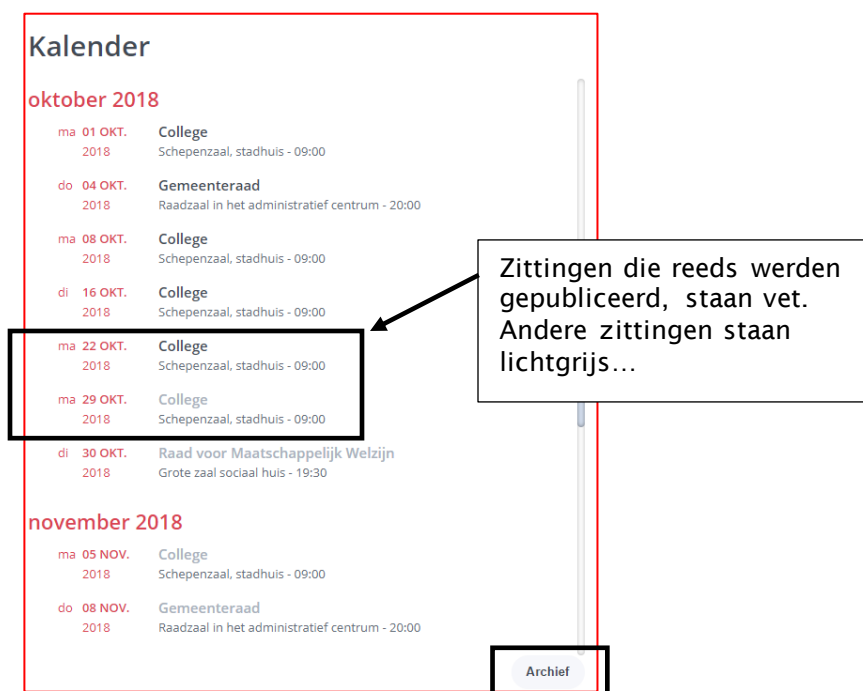 Kalender
oktober 2018
ma 01 OKT. College
2018 Schepenzaal, stadhuis - 09:00
do 04 OKT. Gemeenteraad
2018 Raadzaal in het administratief centrum - 20:00
ma 08 OKT. College
2018 Schepenzaal, stadhuis - 09:00
di 16 OKT. College
2018 Schepenzaal, stadhuis - 09:00
ma 22 OKT. College
2018 Schepenzaal, stadhuis - 09:00
ma 29 OKT. College
2018 Schepenzaal, stadhuis - 09:00
di 30 OKT. Raad voor Maatschappelijk Welzijn
2018 Grote zaal sociaal huis - 19:30
november 2018
ma 05 NOV. College
2018 Schepenzaal, stadhuis - 09:00
do 08 NOV. Gemeenteraad
2018 Raadzaal in het administratief centrum - 20:00
Archief
Zittingen die reeds werden
gepubliceerd, staan vet.
Andere zittingen staan
lichtgrijs...